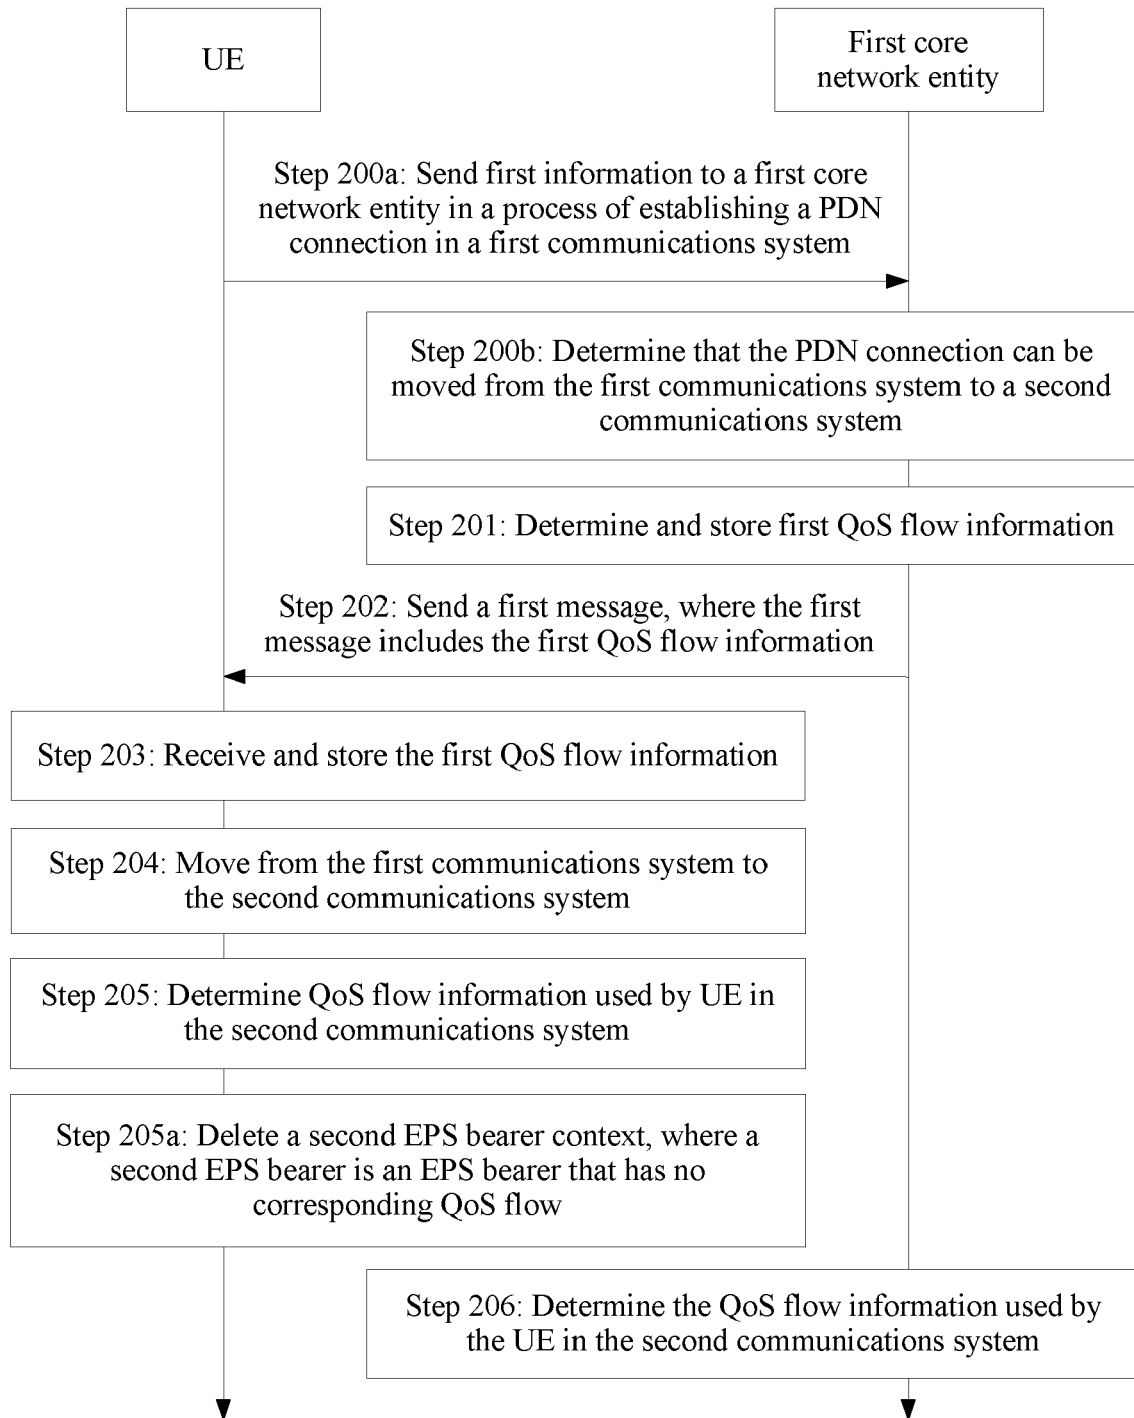 UE
First core
network entity
Step 200a: Send first information to a first core
network entity in a process of establishing a PDN
connection in a first communications system
Step 200b: Determine that the PDN connection can be
moved from the first communications system to a second
communications system
Step 201: Determine and store first QoS flow information
Step 202: Send a first message, where the first
message includes the first QoS flow information
Step 203: Receive and store the first QoS flow information
Step 204: Move from the first communications system to
the second communications system
Step 205: Determine QoS flow information used by UE in
the second communications system
Step 205a: Delete a second EPS bearer context, where a
second EPS bearer is an EPS bearer that has no
corresponding QoS flow
Step 206: Determine the QoS flow information used by
the UE in the second communications system